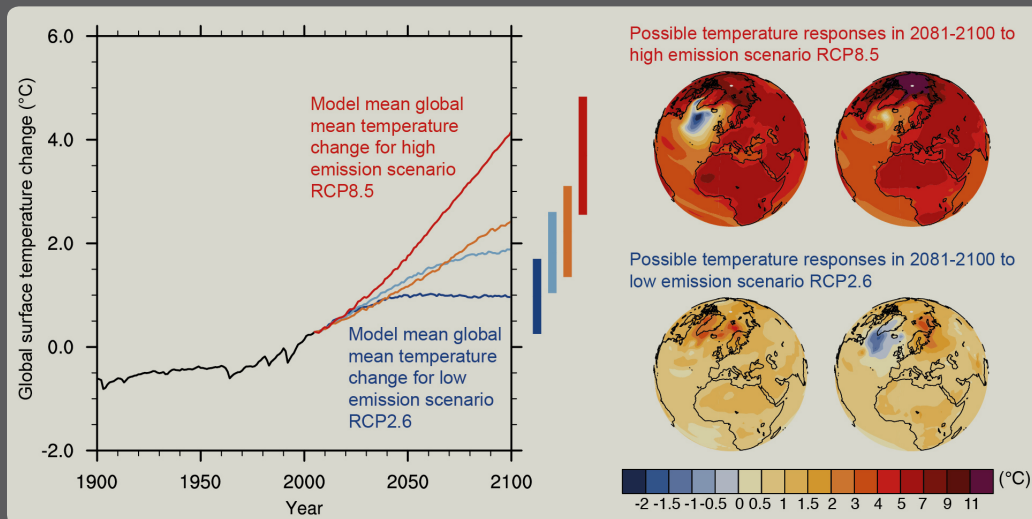 6.0
4.0
2.0
0.0
-2.0
Global surface temperature change (°C)
1900
1950
2000
2050
2100
Year
Model mean global
mean temperature
change for high
emission scenario
RCP8.5
Model mean global
mean temperature
change for low
emission scenario
RCP2.6
Possible temperature responses in 2081-2100 to
high emission scenario RCP8.5
Possible temperature responses in 2081-2100 to
low emission scenario RCP2.6
-2 -1.5 -1 -0.5 0 0.5 1 1.5 2 3 4 5 7 9 11 (°C)